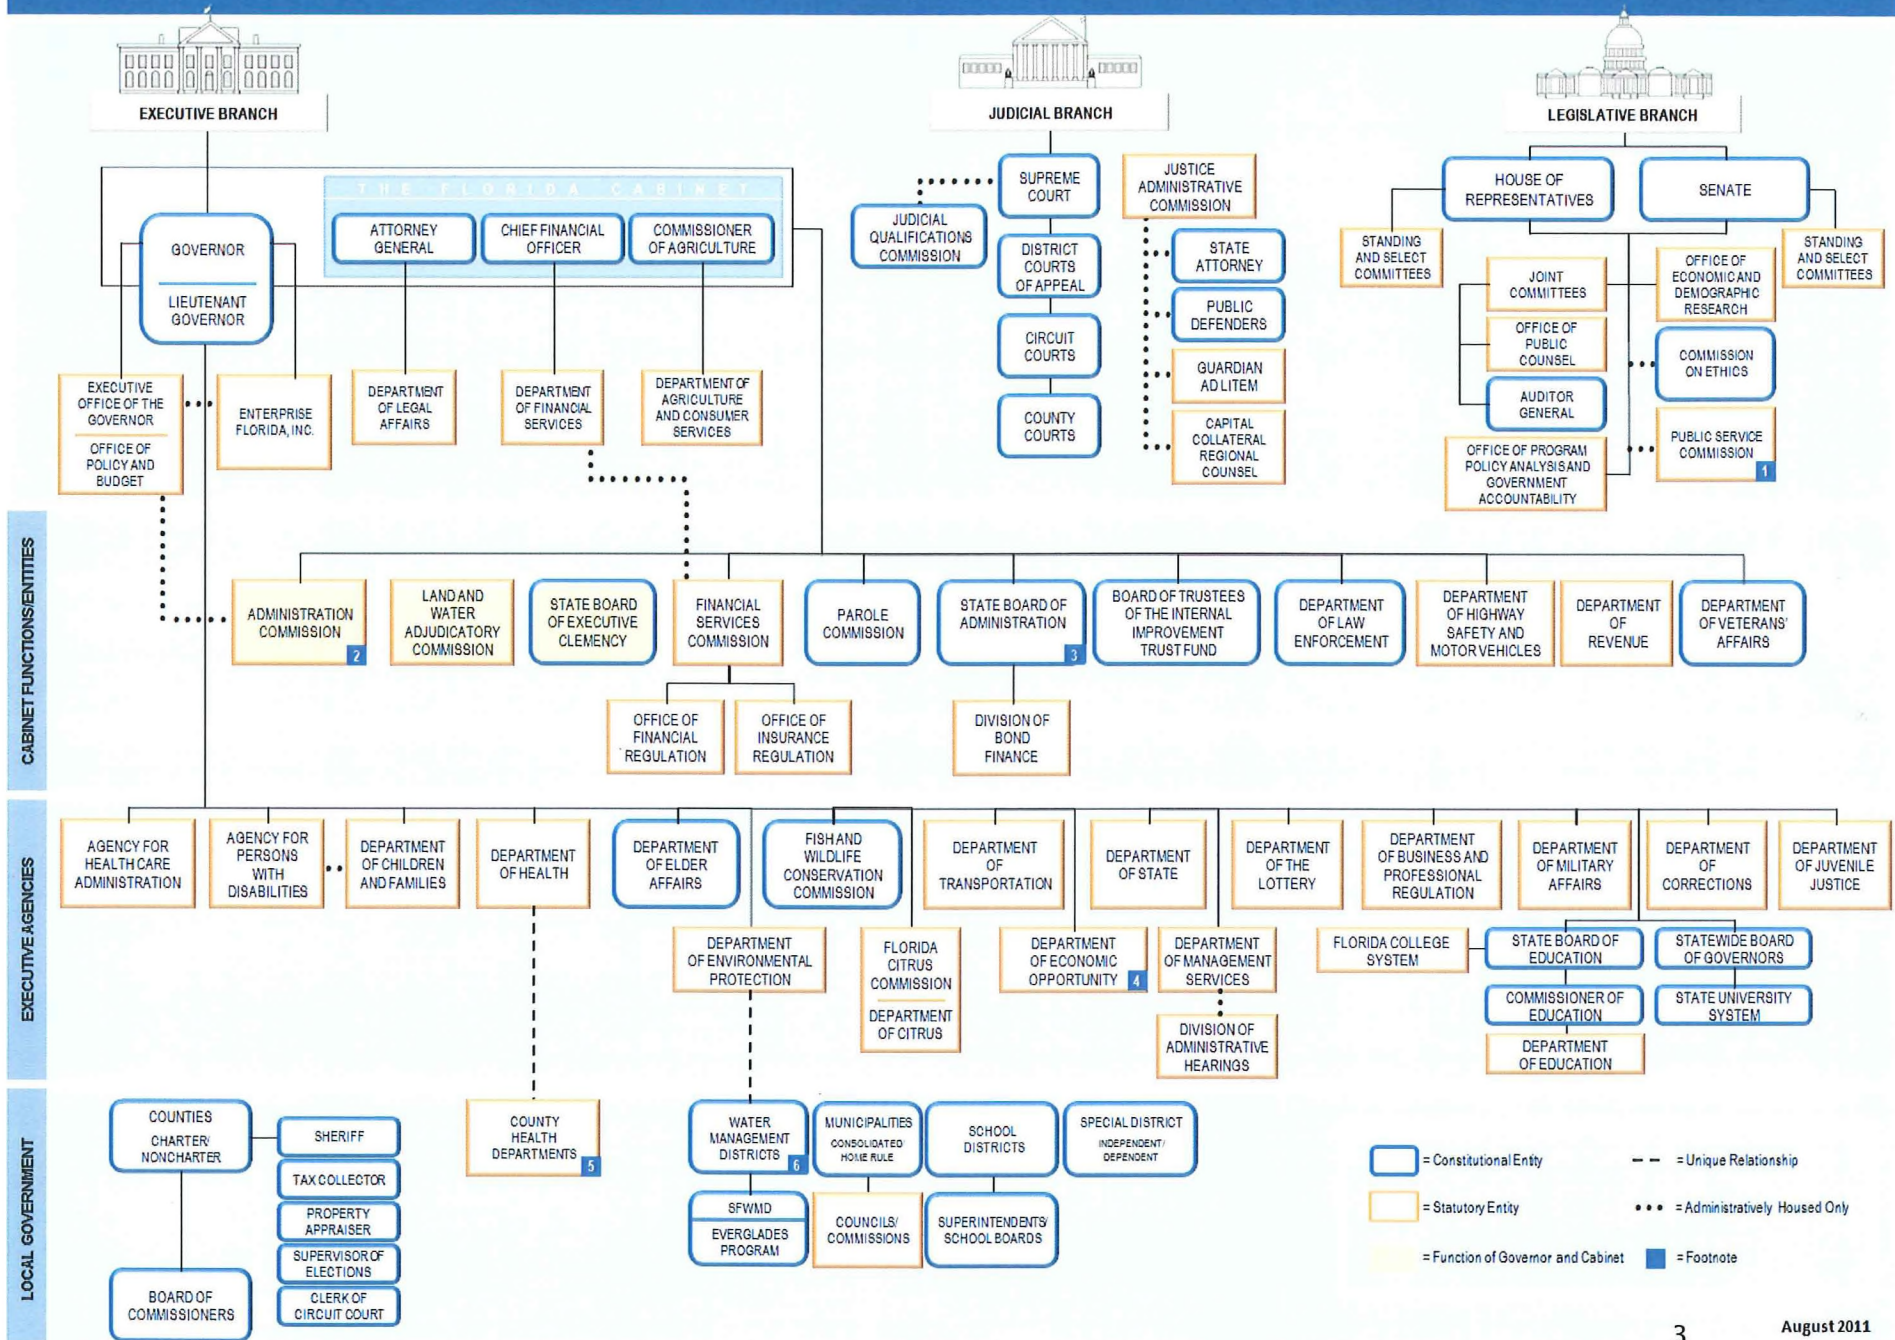 EXECUTIVE BRANCH
JUDICIAL BRANCH
LEGISLATIVE BRANCH
THE FLORIDA CABINET
GOVERNOR
LIEUTENANT
GOVERNOR
ATTORNEY
GENERAL
CHIEF FINANCIAL
OFFICER
COMMISSIONER
OF AGRICULTURE
EXECUTIVE
OFFICE OF THE
GOVERNOR
OFFICE OF
POLICY AND
BUDGET
ENTERPRISE
FLORIDA, INC.
DEPARTMENT
OF LEGAL
AFFAIRS
DEPARTMENT
OF FINANCIAL
SERVICES
DEPARTMENT OF
AGRICULTURE
AND CONSUMER
SERVICES
JUDICIAL
QUALIFICATIONS
COMMISSION
SUPREME
COURT
DISTRICT
COURTS
OF APPEAL
CIRCUIT
COURTS
COUNTY
COURTS
JUSTICE
ADMINISTRATIVE
COMMISSION
STATE
ATTORNEY
PUBLIC
DEFENDERS
GUARDIAN
AD LITEM
CAPITAL
COLLATERAL
REGIONAL
COUNSEL
HOUSE OF
REPRESENTATIVES
SENATE
STANDING
AND SELECT
COMMITTEES
STANDING
AND SELECT
COMMITTEES
JOINT
COMMITTEES
OFFICE OF
PUBLIC
COUNSEL
AUDITOR
GENERAL
OFFICE OF PROGRAM
POLICY ANALYSIS AND
GOVERNMENT
ACCOUNTABILITY
OFFICE OF
ECONOMIC AND
DEMOGRAPHIC
RESEARCH
COMMISSION
ON ETHICS
PUBLIC SERVICE
COMMISSION
1
CABINET FUNCTIONS/ENTITIES
ADMINISTRATION
COMMISSION
2
LAND AND
WATER
ADJUDICATORY
COMMISSION
STATE BOARD
OF EXECUTIVE
CLEMENCY
FINANCIAL
SERVICES
COMMISSION
PAROLE
COMMISSION
STATE BOARD OF
ADMINISTRATION
3
BOARD OF TRUSTEES
OF THE INTERNAL
IMPROVEMENT
TRUST FUND
DEPARTMENT
OF LAW
ENFORCEMENT
DEPARTMENT
OF HIGHWAY
SAFETY AND
MOTOR VEHICLES
DEPARTMENT
OF
REVENUE
DEPARTMENT
OF VETERANS'
AFFAIRS
OFFICE OF
FINANCIAL
REGULATION
OFFICE OF
INSURANCE
REGULATION
DIVISION OF
BOND
FINANCE
EXECUTIVE AGENCIES
AGENCY FOR
HEALTH CARE
ADMINISTRATION
AGENCY FOR
PERSONS
WITH
DISABILITIES
DEPARTMENT
OF CHILDREN
AND FAMILIES
DEPARTMENT
OF HEALTH
DEPARTMENT
OF ELDER
AFFAIRS
FISH AND
WILDLIFE
CONSERVATION
COMMISSION
DEPARTMENT
OF
TRANSPORTATION
DEPARTMENT
OF STATE
DEPARTMENT
OF THE
LOTTERY
DEPARTMENT
OF BUSINESS AND
PROFESSIONAL
REGULATION
DEPARTMENT
OF MILITARY
AFFAIRS
DEPARTMENT
OF
CORRECTIONS
DEPARTMENT
OF JUVENILE
JUSTICE
DEPARTMENT
OF ENVIRONMENTAL
PROTECTION
FLORIDA
CITRUS
COMMISSION
DEPARTMENT
OF CITRUS
DEPARTMENT
OF ECONOMIC
OPPORTUNITY
4
DEPARTMENT
OF MANAGEMENT
SERVICES
DIVISION OF
ADMINISTRATIVE
HEARINGS
FLORIDA COLLEGE
SYSTEM
STATE BOARD OF
EDUCATION
COMMISSIONER OF
EDUCATION
DEPARTMENT
OF EDUCATION
STATEWIDE BOARD
OF GOVERNORS
STATE UNIVERSITY
SYSTEM
LOCAL GOVERNMENT
COUNTIES
CHARTER/
NONCHARTER
BOARD OF
COMMISSIONERS
SHERIFF
TAX COLLECTOR
PROPERTY
APPRAISER
SUPERVISOR OF
ELECTIONS
CLERK OF
CIRCUIT COURT
COUNTY
HEALTH
DEPARTMENTS
5
WATER
MANAGEMENT
DISTRICTS
6
SFWMD
EVERGLADES
PROGRAM
MUNICIPALITIES
CONSOLIDATED/
HOME RULE
COUNCILS/
COMMISSIONS
SCHOOL
DISTRICTS
SUPERINTENDENTS/
SCHOOL BOARDS
SPECIAL DISTRICT
INDEPENDENT/
DEPENDENT
= Constitutional Entity
= Statutory Entity
= Function of Governor and Cabinet
= Unique Relationship
= Administratively Housed Only
= Footnote
3
August 2011